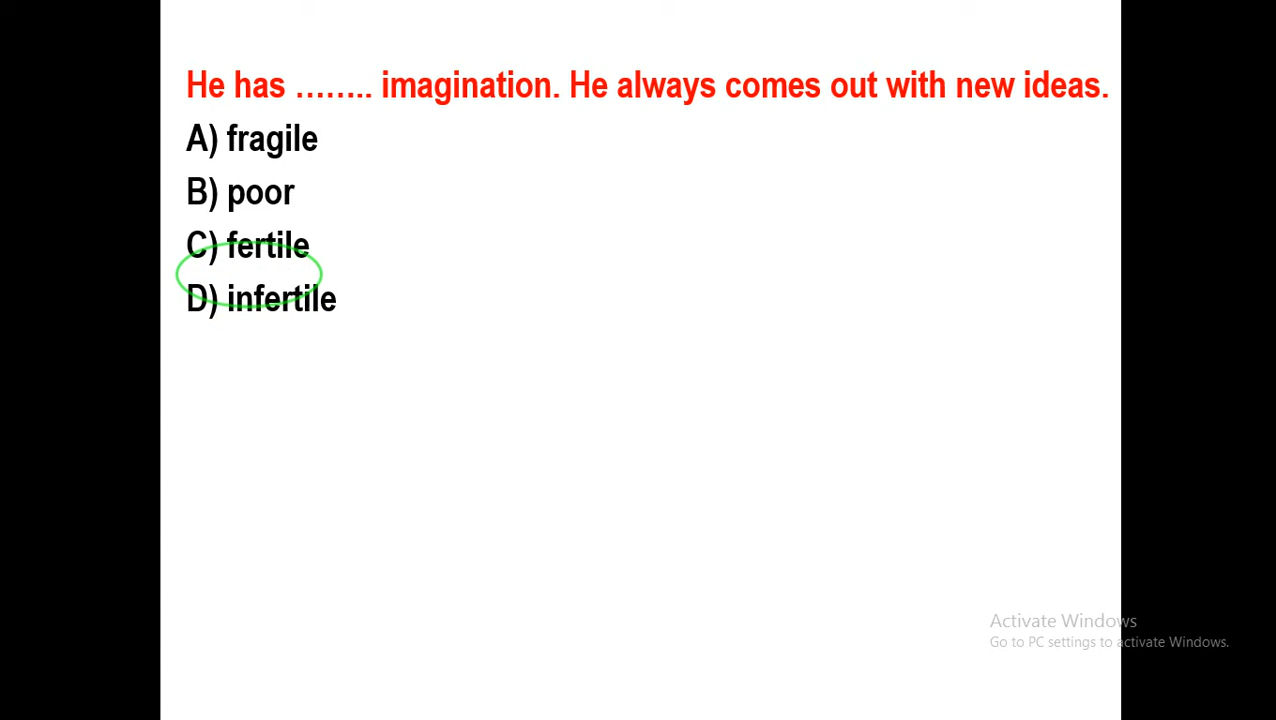 He has …….. imagination. He always comes out with new ideas.
A) fragile
B) poor
C) fertile
D) infertile
Activate Windows
Go to PC settings to activate Windows.